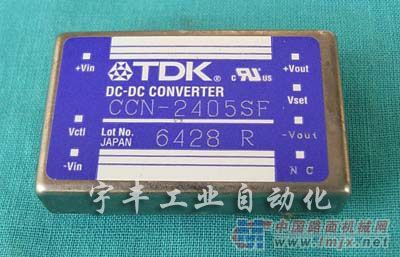 +Vin
TDK®
c UL us
+Vout
DC-DC CONVERTER
Vset
CCN-2405SF
Vctl
Lot No.
JAPAN
6428 R
-Vout
-Vin
NC
宇丰工业自动化
中国路面机械网
www.lmjx.net